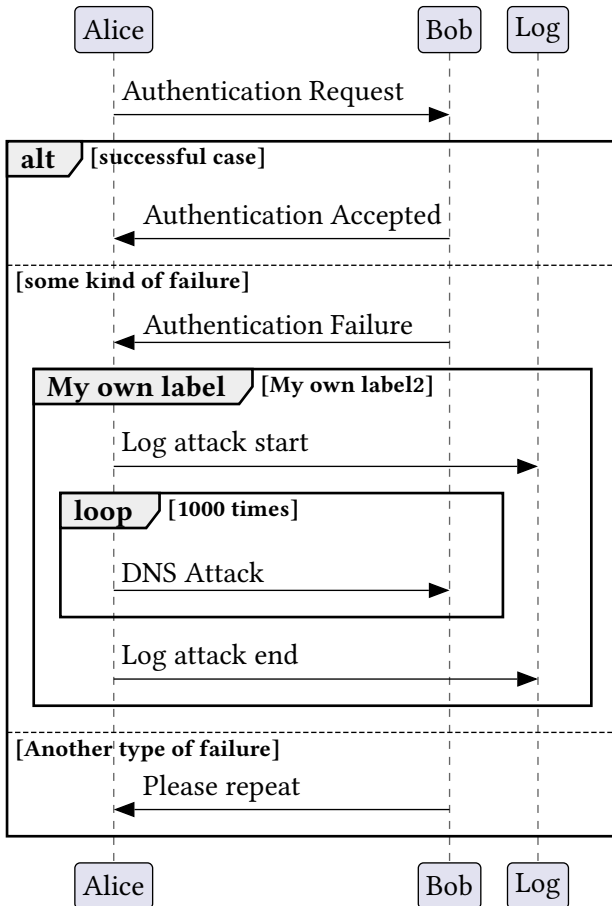 Alice Bob Log
Authentication Request
alt [successful case]
Authentication Accepted
[some kind of failure]
Authentication Failure
My own label [My own label2]
Log attack start
loop [1000 times]
DNS Attack
Log attack end
[Another type of failure]
Please repeat
Alice Bob Log